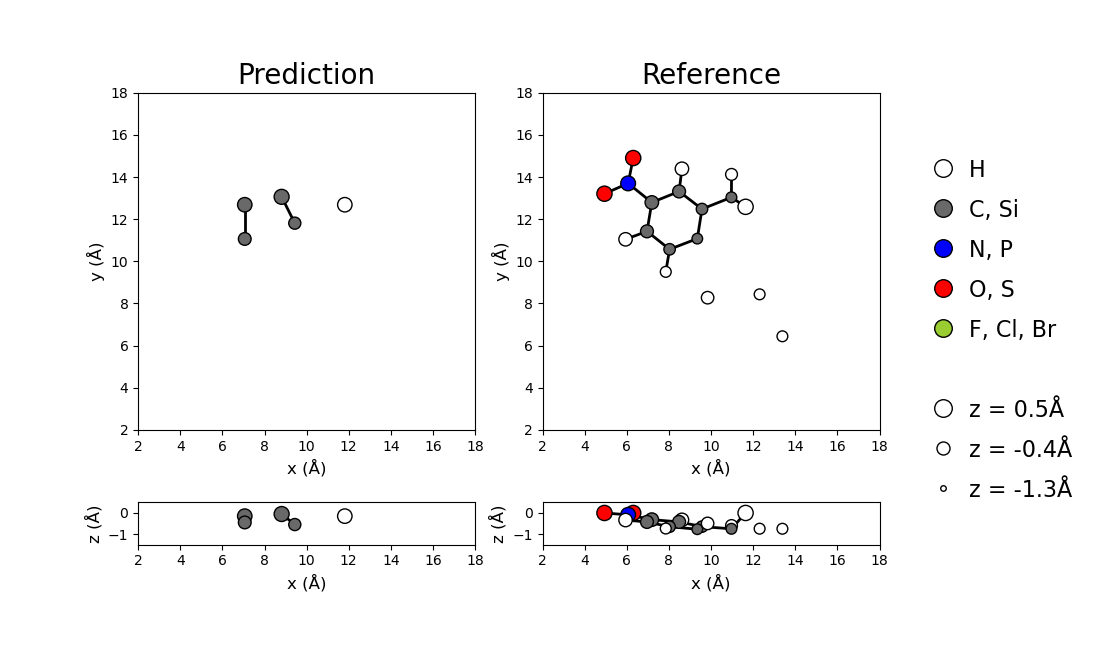 Prediction
Reference
18
16
14
12
10
8
6
4
2
y (Å)
2 4 6 8 10 12 14 16 18
x (Å)
18
16
14
12
10
8
6
4
2
y (Å)
2 4 6 8 10 12 14 16 18
x (Å)
0
−1
z (Å)
2 4 6 8 10 12 14 16 18
x (Å)
0
−1
z (Å)
2 4 6 8 10 12 14 16 18
x (Å)
H
C, Si
N, P
O, S
F, Cl, Br
z = 0.5Å
z = -0.4Å
z = -1.3Å